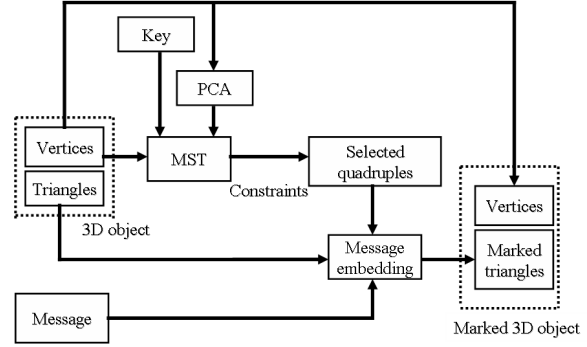 Key
PCA
Vertices
MST
Selected
quadruples
Triangles
Constraints
3D object
Vertices
Message
embedding
Marked
triangles
Message
Marked 3D object